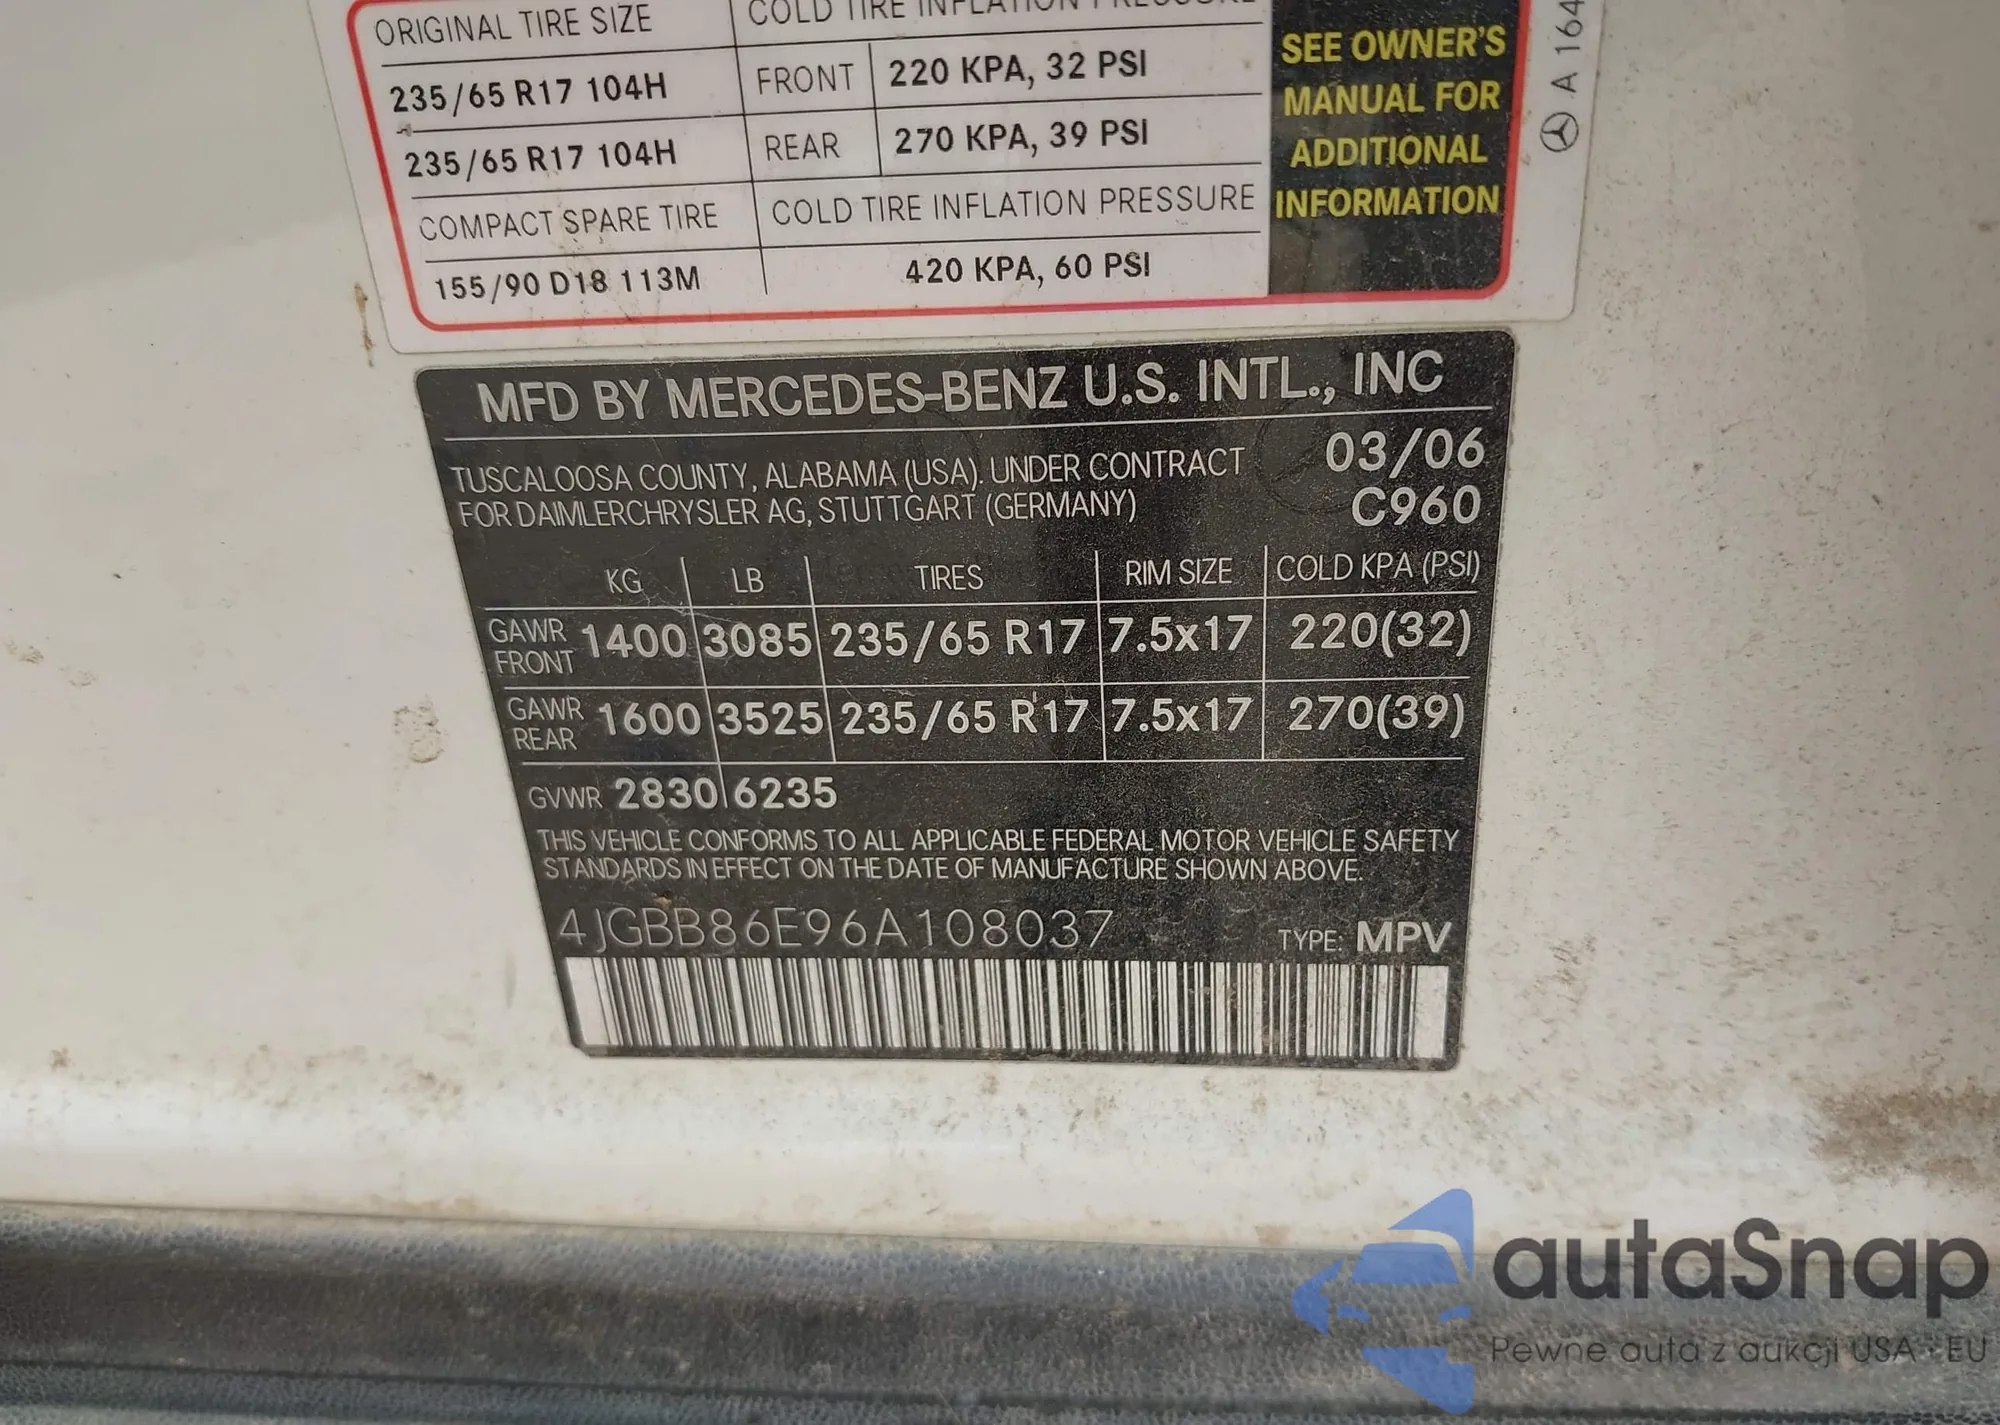 ORIGINAL TIRE SIZE
COLD TIRE INFLATION PRESSURE
235/65 R17 104H
FRONT
220 KPA, 32 PSI
235/65 R17 104H
REAR
270 KPA, 39 PSI
COMPACT SPARE TIRE
COLD TIRE INFLATION PRESSURE
155/90 D18 113M
420 KPA, 60 PSI
SEE OWNER'S
MANUAL FOR
ADDITIONAL
INFORMATION
A 164
MFD BY MERCEDES-BENZ U.S. INTL., INC
TUSCALOOSA COUNTY, ALABAMA (USA). UNDER CONTRACT
FOR DAIMLERCHRYSLER AG, STUTTGART (GERMANY)
03/06
C960
KG LB TIRES RIM SIZE COLD KPA (PSI)
GAWR FRONT 1400 3085 235/65 R17 7.5x17 220(32)
GAWR REAR 1600 3525 235/65 R17 7.5x17 270(39)
GVWR 2830 6235
THIS VEHICLE CONFORMS TO ALL APPLICABLE FEDERAL MOTOR VEHICLE SAFETY
STANDARDS IN EFFECT ON THE DATE OF MANUFACTURE SHOWN ABOVE.
4JGBB86E96A108037
TYPE: MPV
autaSnap
Pewne auta z aukcji USA • EU